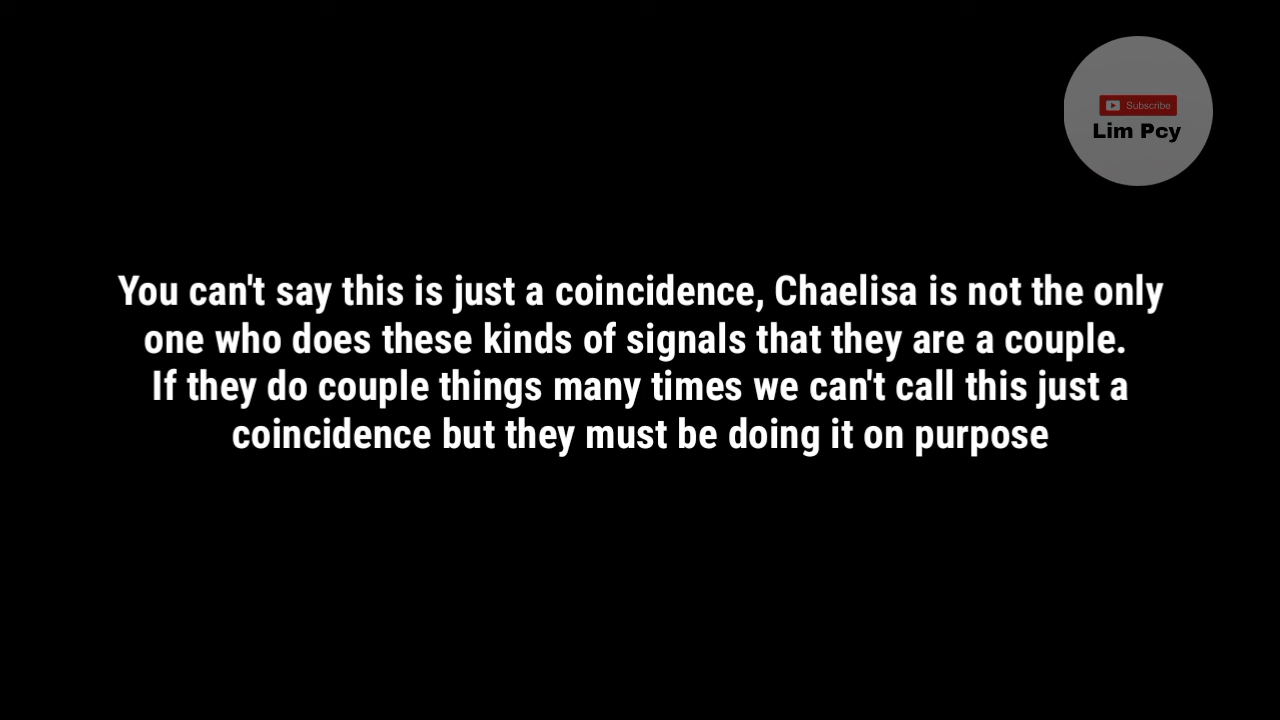 Subscribe
Lim Pcy
You can't say this is just a coincidence, Chaelisa is not the only
one who does these kinds of signals that they are a couple.
If they do couple things many times we can't call this just a
coincidence but they must be doing it on purpose